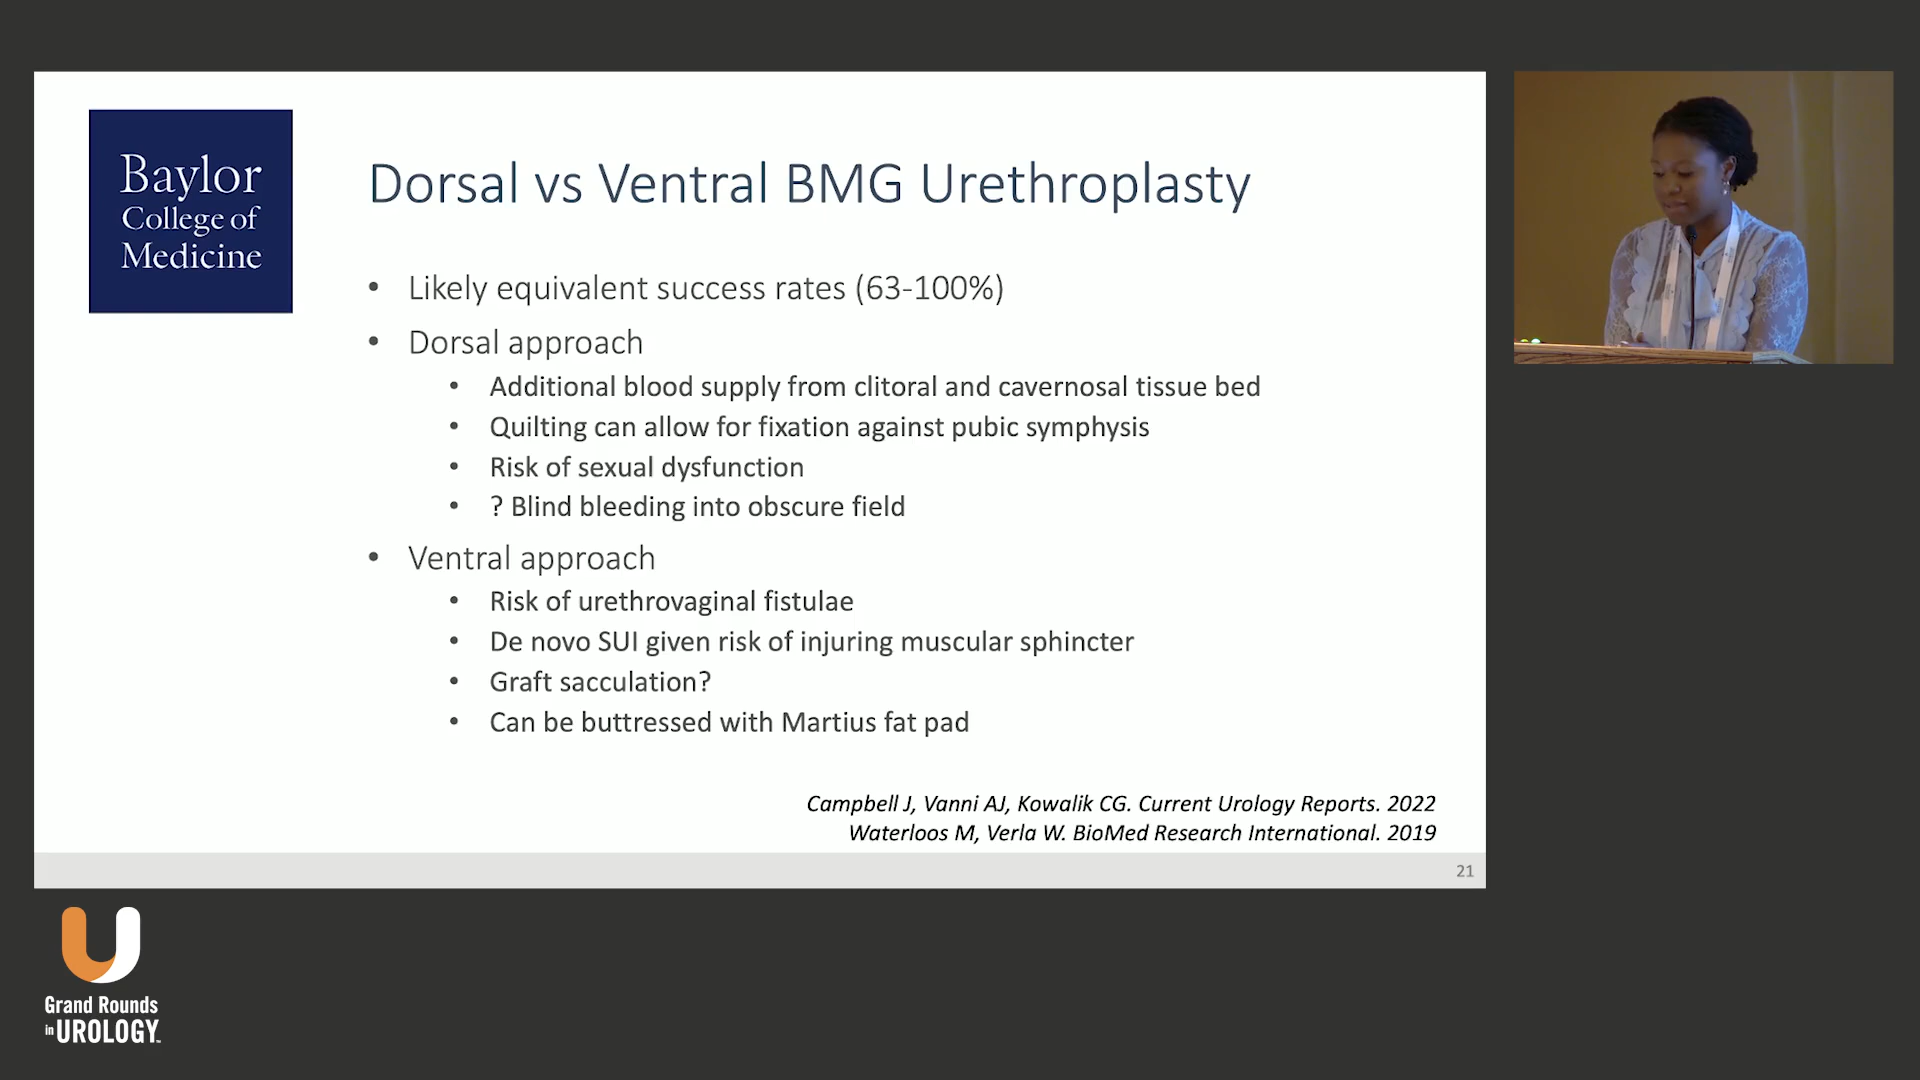 Baylor
College of
Medicine
Dorsal vs Ventral BMG Urethroplasty
• Likely equivalent success rates (63-100%)
• Dorsal approach
• Additional blood supply from clitoral and cavernosal tissue bed
• Quilting can allow for fixation against pubic symphysis
• Risk of sexual dysfunction
• ? Blind bleeding into obscure field
• Ventral approach
• Risk of urethrovaginal fistulae
• De novo SUI given risk of injuring muscular sphincter
• Graft sacculation?
• Can be buttressed with Martius fat pad
Campbell J, Vanni AJ, Kowalik CG. Current Urology Reports. 2022
Waterloos M, Verla W. BioMed Research International. 2019
21
Grand Rounds
in UROLOGY™